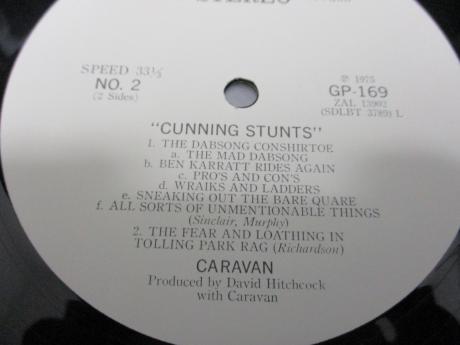 STEREO
SPEED 33⅓
NO. 2
(2 Sides)
℗ 1975
GP-169
ZAL 13902
(SDLBT 3789) L
"CUNNING STUNTS"
1. THE DABSONG CONSHIRTOE
a. THE MAD DABSONG
b. BEN KARRATT RIDES AGAIN
c. PRO'S AND CON'S
d. WRAIKS AND LADDERS
e. SNEAKING OUT THE BARE QUARE
f. ALL SORTS OF UNMENTIONABLE THINGS
(Sinclair, Murphy)
2. THE FEAR AND LOATHING IN
TOLLING PARK RAG (Richardson)
CARAVAN
Produced by David Hitchcock
with Caravan